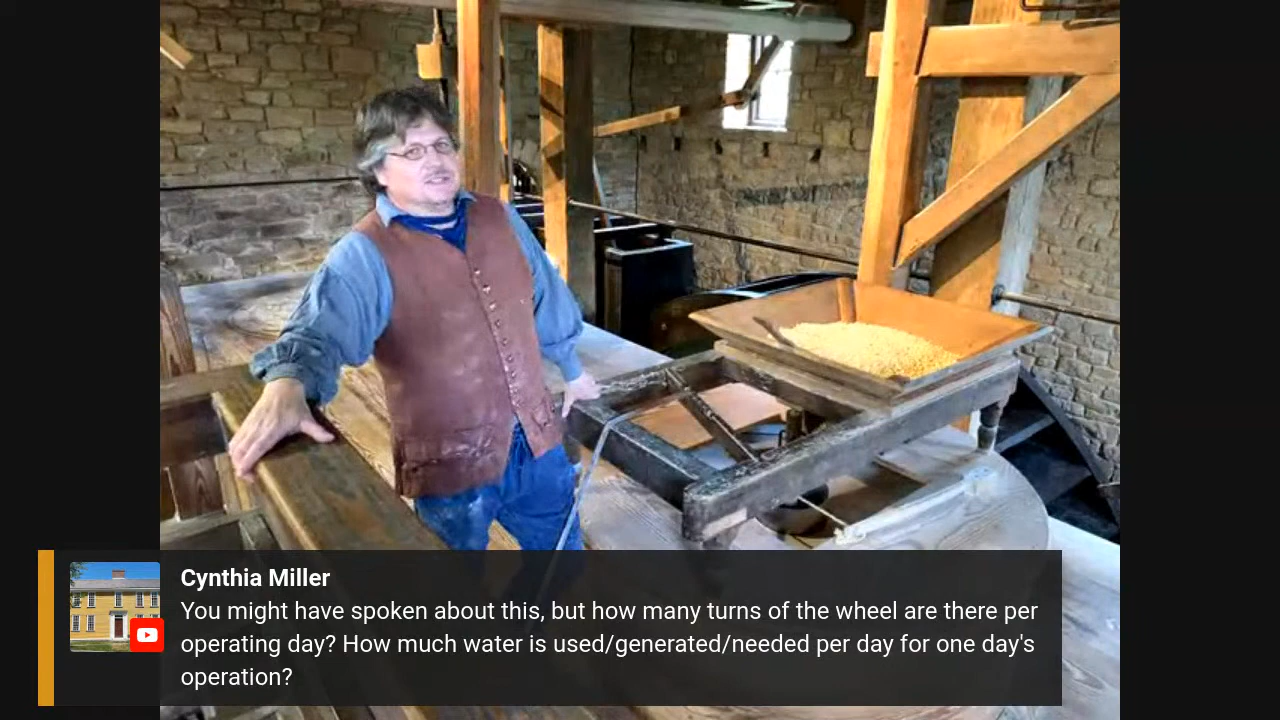 Cynthia Miller
You might have spoken about this, but how many turns of the wheel are there per
operating day? How much water is used/generated/needed per day for one day's
operation?